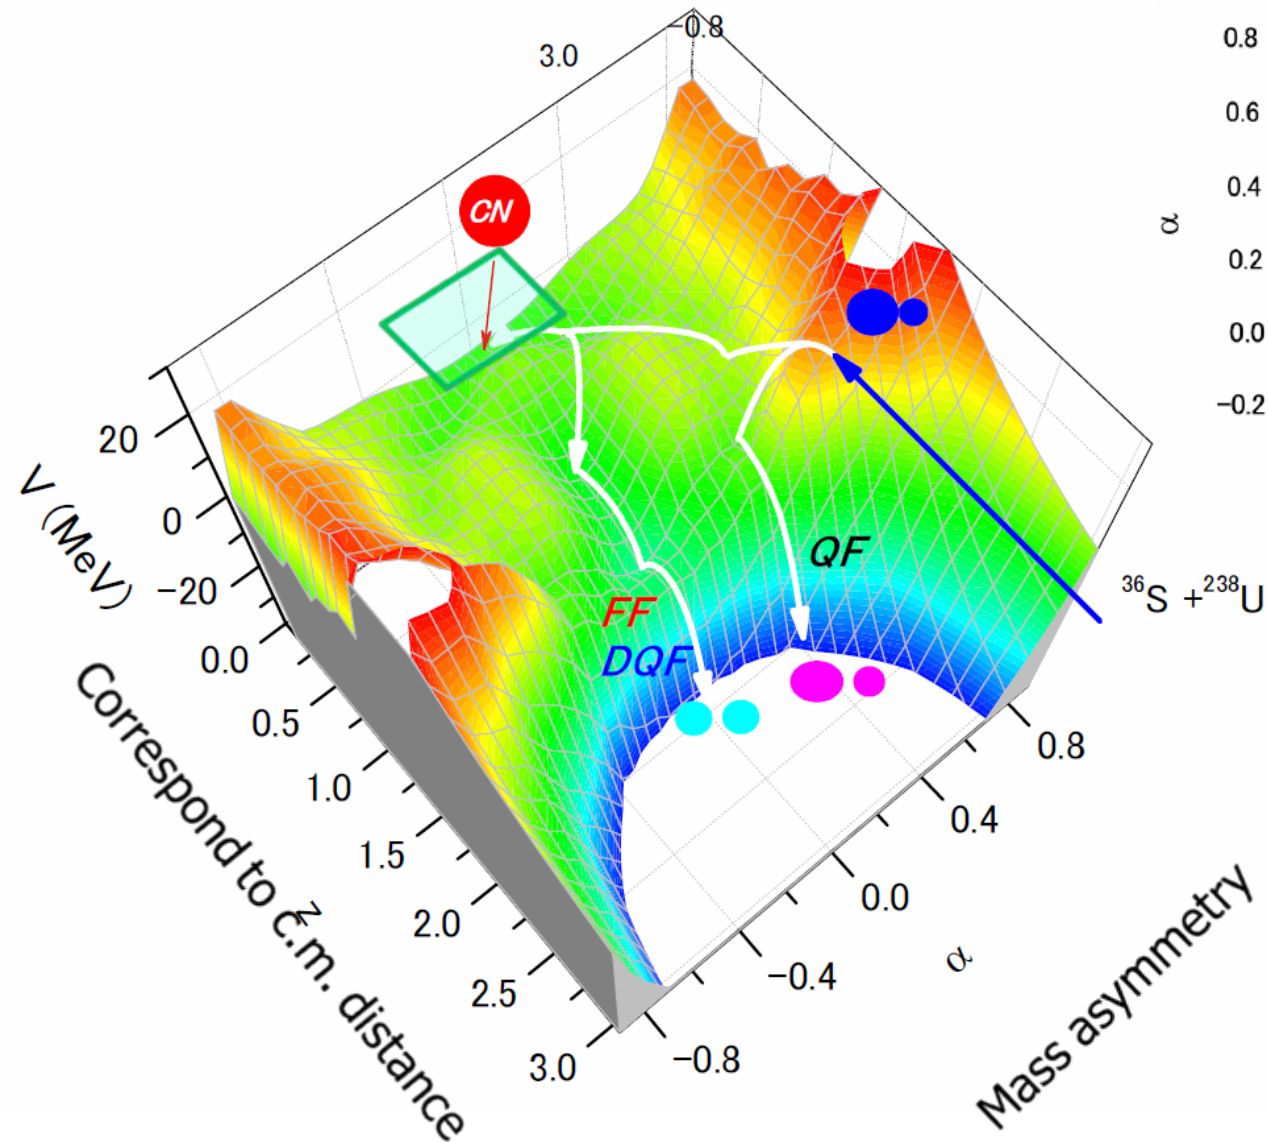 −0.8
3.0
0.8
0.6
0.4
α
0.2
0.0
−0.2
CN
20
0
−20
V (MeV)
QF
36S +238U
FF
DQF
0.0
0.5
1.0
1.5
2.0
2.5
3.0
Z
Correspond to c.m. distance
0.8
0.4
0.0
−0.4
−0.8
α
Mass asymmetry